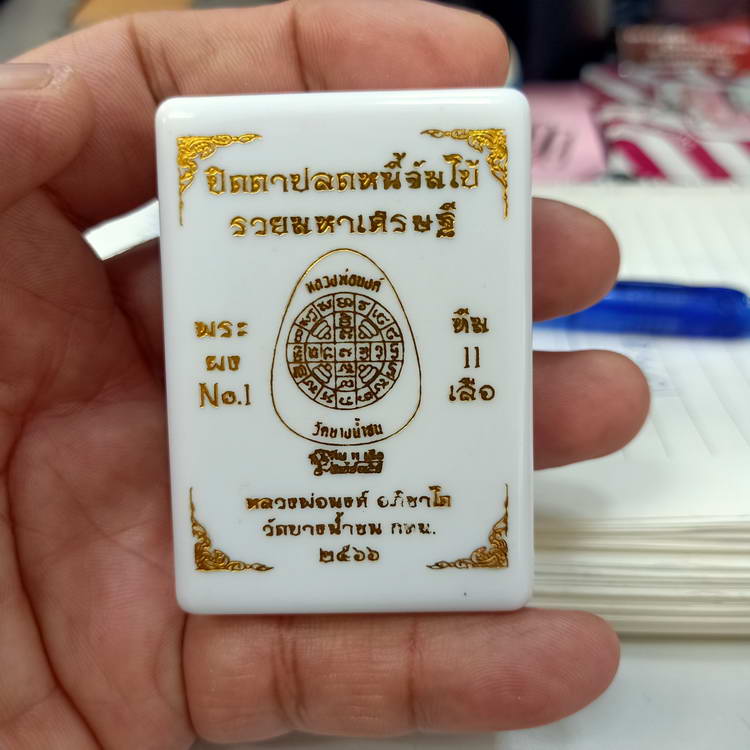 ปิดตาปลดหนี้จัมโบ้
รวยมหาเศรษฐี
พระ
ผง
No.1
หลวงพ่อนงค์
วัดบางน้ำชน
ทีม
11
เสือ
หลวงพ่อนงค์ อภิชาโต
วัดบางน้ำชน กทม.
๒๕๖๖